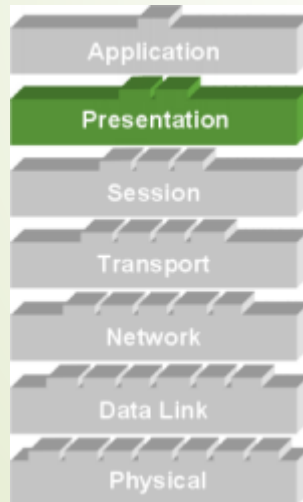 Application
Presentation
Session
Transport
Network
Data Link
Physical